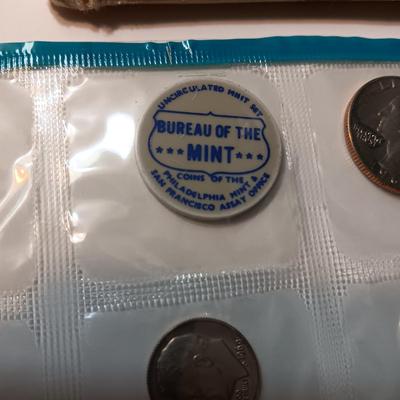 UNCIRCULATED MINT SET
BUREAU OF THE
*** MINT ***
COINS OF THE
PHILADELPHIA MINT &
SAN FRANCISCO ASSAY OFFICE